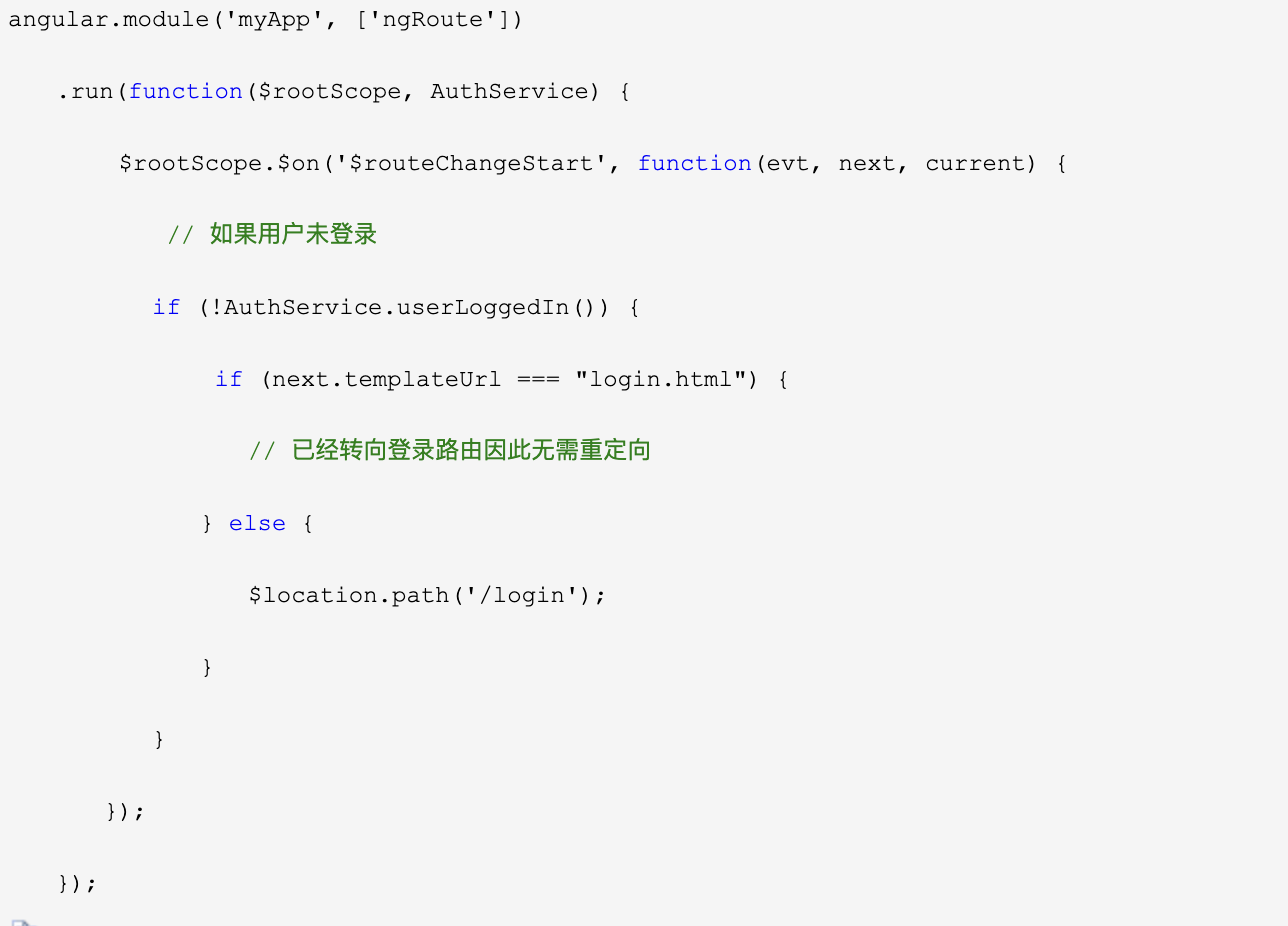 angular.module('myApp', ['ngRoute'])
.run(function($rootScope, AuthService) {
$rootScope.$on('$routeChangeStart', function(evt, next, current) {
// 如果用户未登录
if (!AuthService.userLoggedIn()) {
if (next.templateUrl === "login.html") {
// 已经转向登录路由因此无需重定向
} else {
$location.path('/login');
}
}
});
});